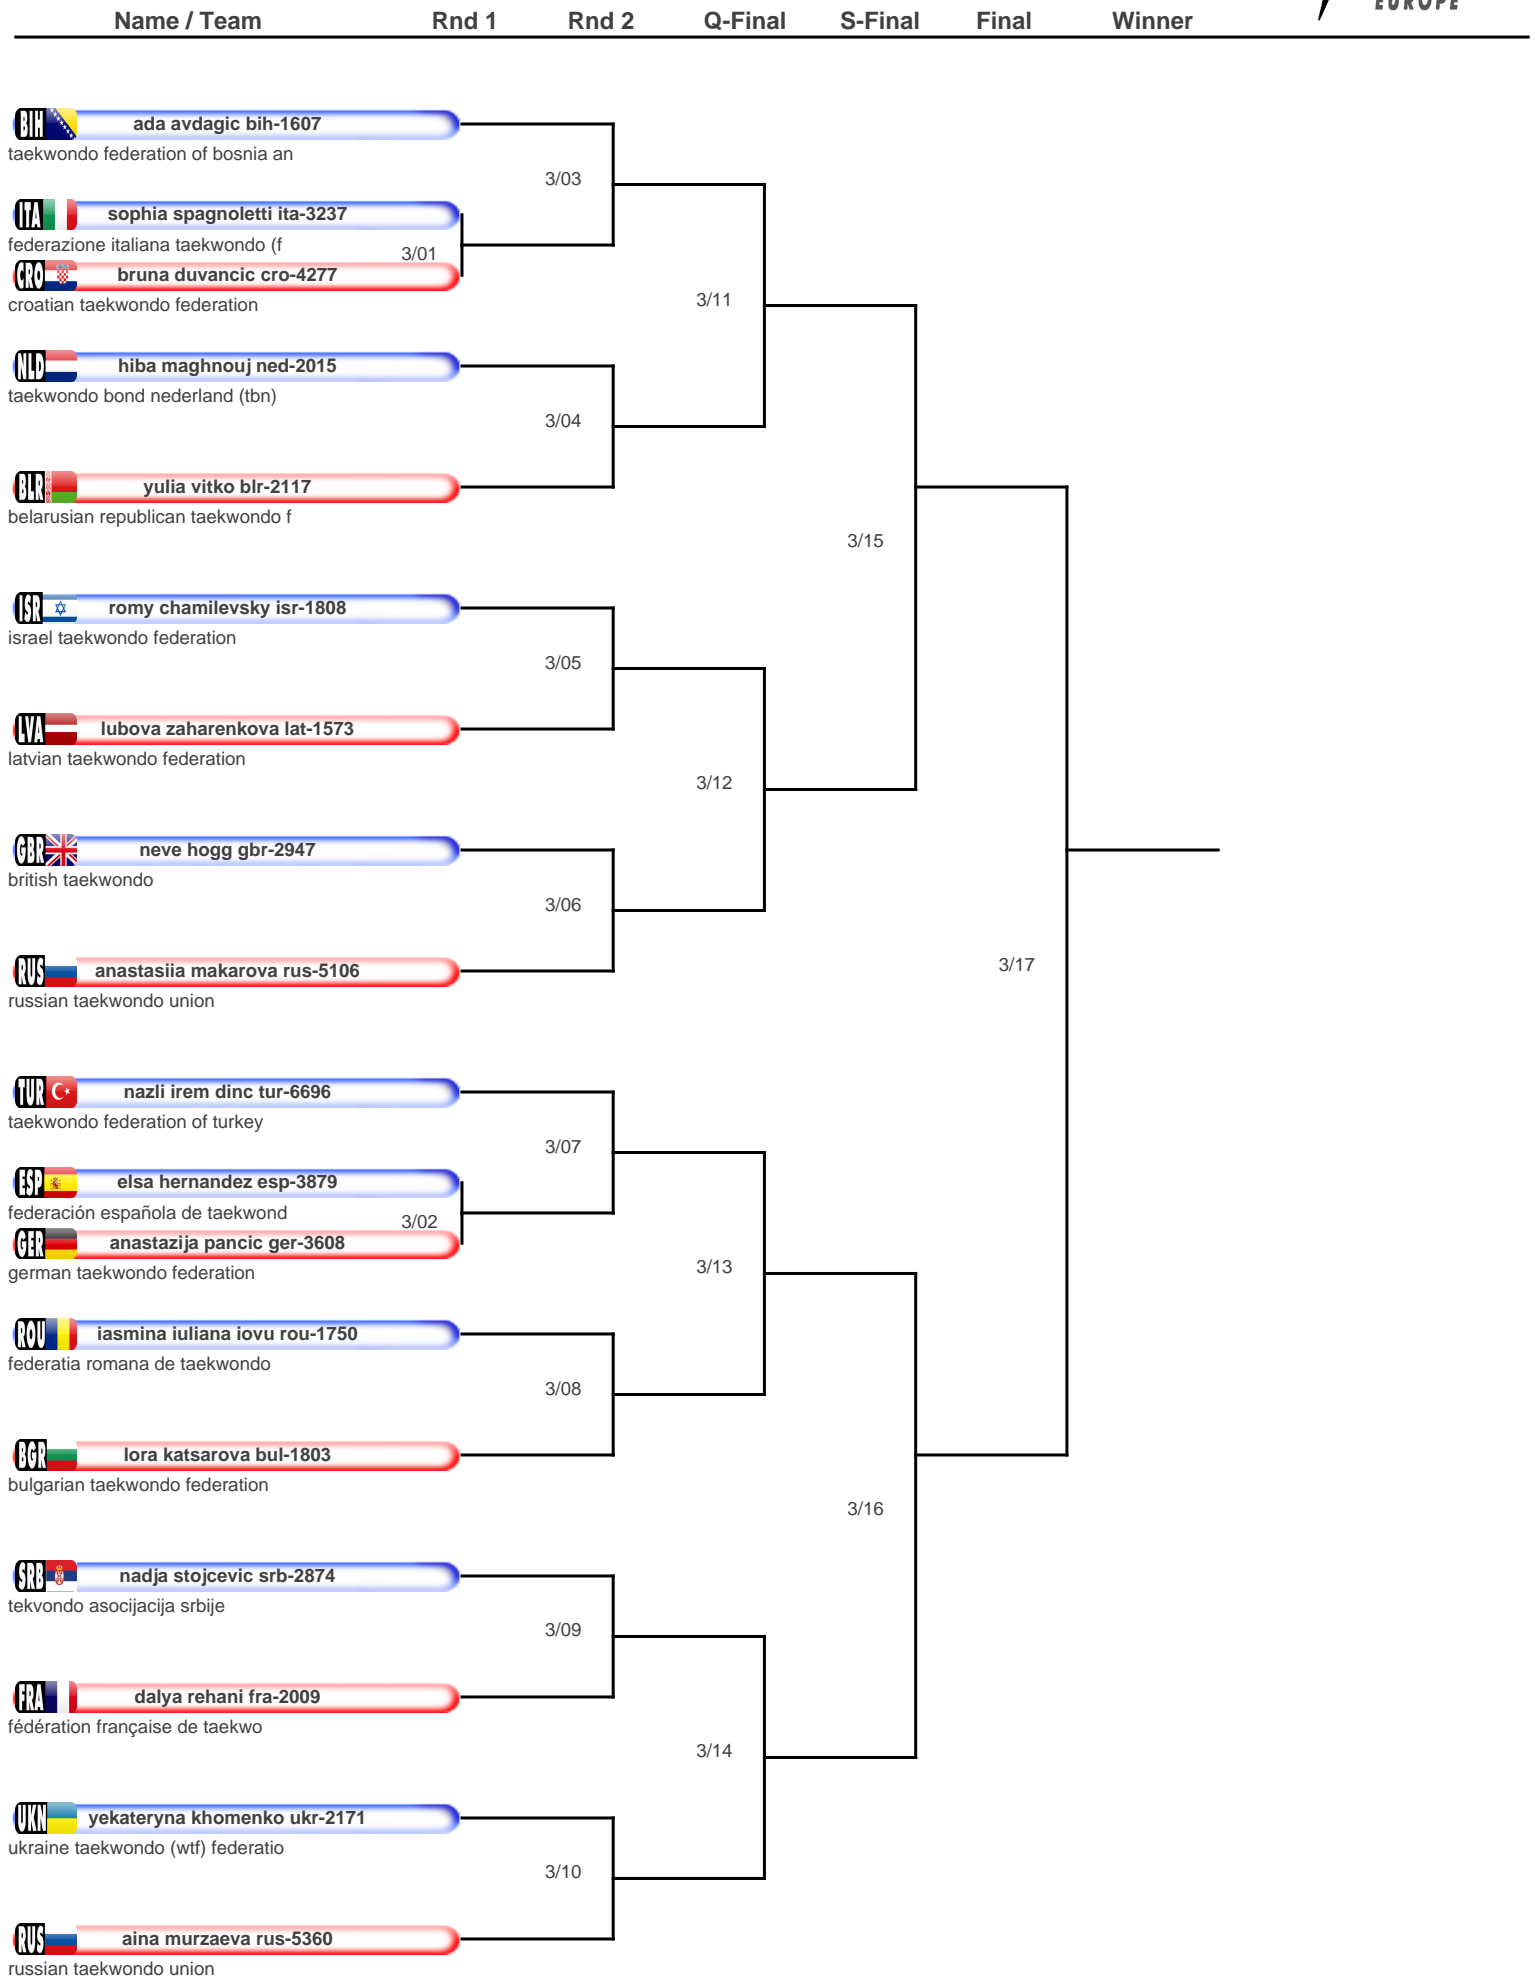 EUROPE
Name / Team Rnd 1 Rnd 2 Q-Final S-Final Final Winner
BIH ada avdagic bih-1607
taekwondo federation of bosnia an
3/03
ITA sophia spagnoletti ita-3237
federazione italiana taekwondo (f
3/01
CRO bruna duvancic cro-4277
croatian taekwondo federation
3/11
NLD hiba maghnouj ned-2015
taekwondo bond nederland (tbn)
3/04
BLR yulia vitko blr-2117
belarusian republican taekwondo f
3/15
ISR romy chamilevsky isr-1808
israel taekwondo federation
3/05
LVA lubova zaharenkova lat-1573
latvian taekwondo federation
3/12
GBR neve hogg gbr-2947
british taekwondo
3/06
RUS anastasiia makarova rus-5106
3/17
russian taekwondo union
TUR nazli irem dinc tur-6696
taekwondo federation of turkey
3/07
ESP elsa hernandez esp-3879
federación española de taekwond
3/02
GER anastazija pancic ger-3608
german taekwondo federation
3/13
ROU iasmina iuliana iovu rou-1750
federatia romana de taekwondo
3/08
BGR lora katsarova bul-1803
bulgarian taekwondo federation
3/16
SRB nadja stojcevic srb-2874
tekvondo asocijacija srbije
3/09
FRA dalya rehani fra-2009
fédération française de taekwo
3/14
UKN yekateryna khomenko ukr-2171
ukraine taekwondo (wtf) federatio
3/10
RUS aina murzaeva rus-5360
russian taekwondo union